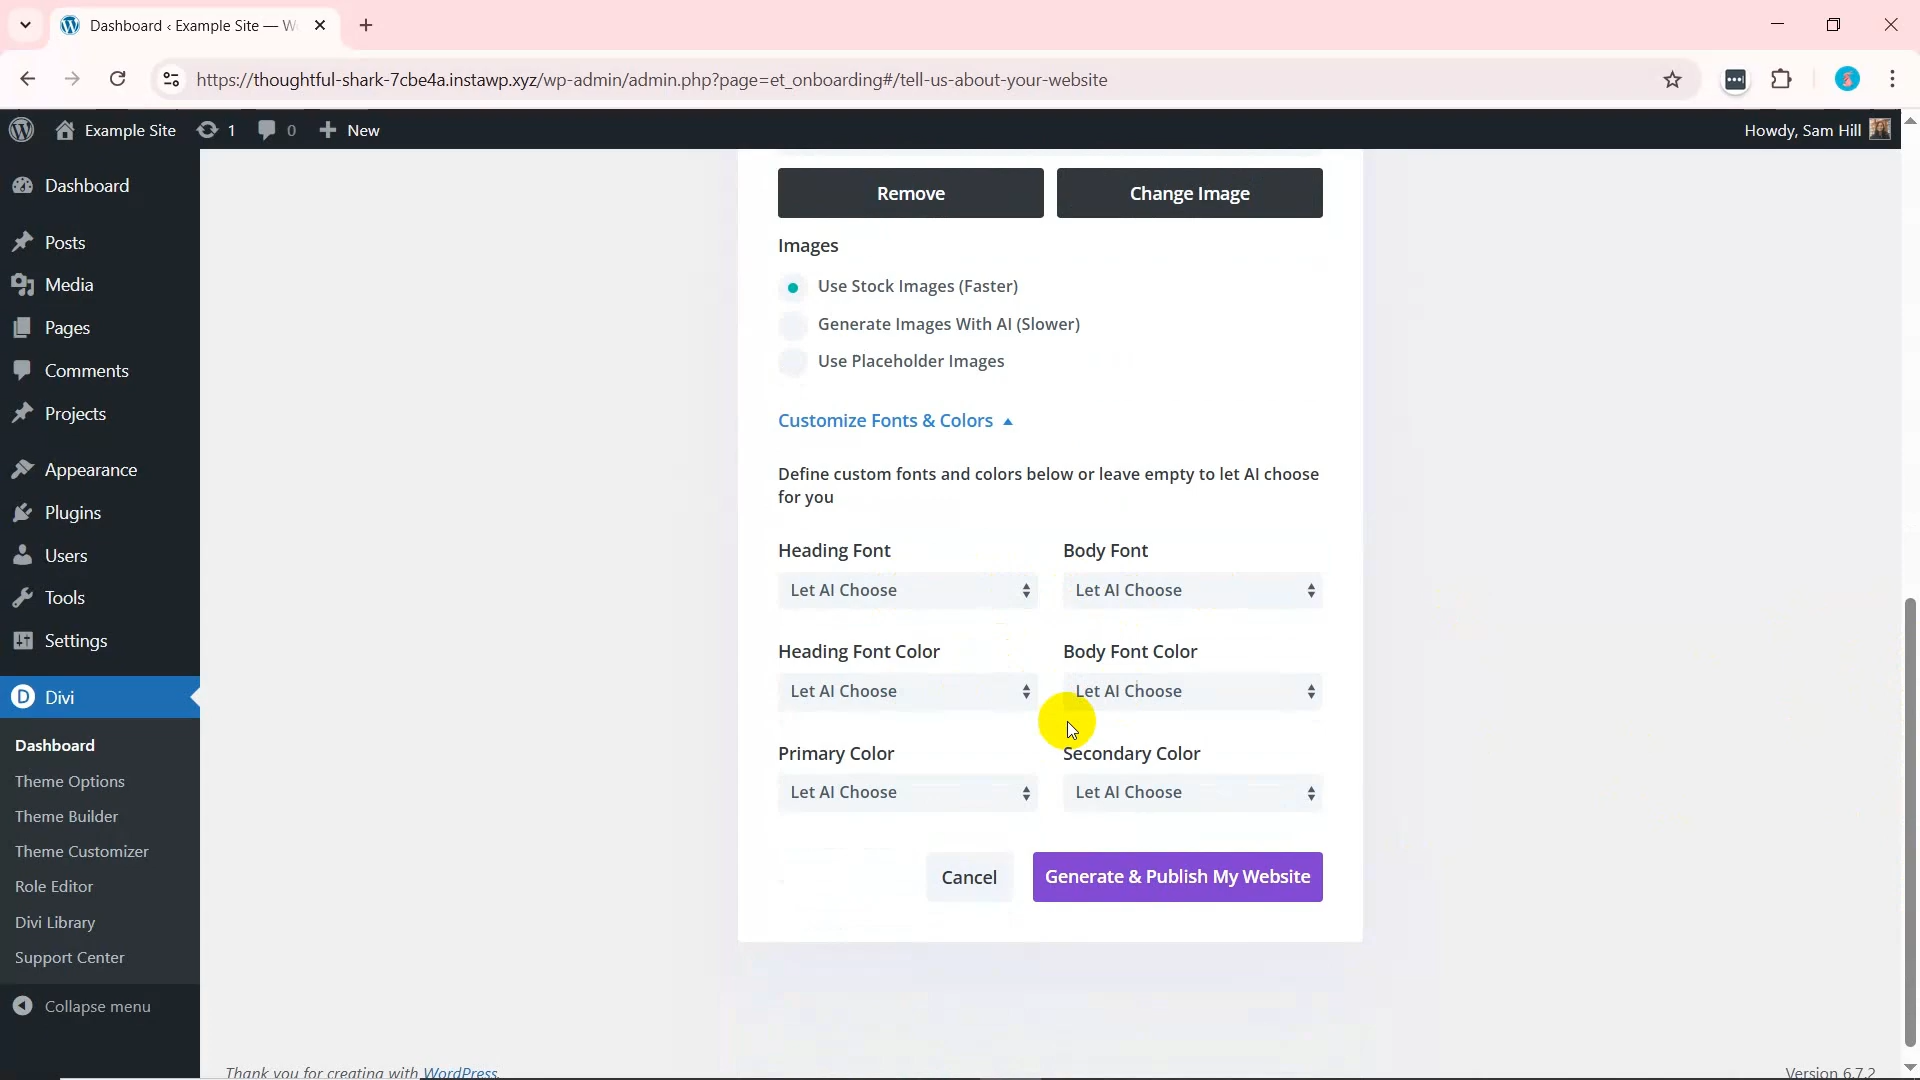 Dashboard ‹ Example Site — W
https://thoughtful-shark-7cbe4a.instawp.xyz/wp-admin/admin.php?page=et_onboarding#/tell-us-about-your-website
Example Site 1 0 New Howdy, Sam Hill
Dashboard
Posts
Media
Pages
Comments
Projects
Appearance
Plugins
Users
Tools
Settings
Divi
Dashboard
Theme Options
Theme Builder
Theme Customizer
Role Editor
Divi Library
Support Center
Collapse menu
Remove Change Image
Images
Use Stock Images (Faster)
Generate Images With AI (Slower)
Use Placeholder Images
Customize Fonts & Colors
Define custom fonts and colors below or leave empty to let AI choose
for you
Heading Font Body Font
Let AI Choose Let AI Choose
Heading Font Color Body Font Color
Let AI Choose Let AI Choose
Primary Color Secondary Color
Let AI Choose Let AI Choose
Cancel Generate & Publish My Website
Thank you for creating with WordPress. Version 6.7.2